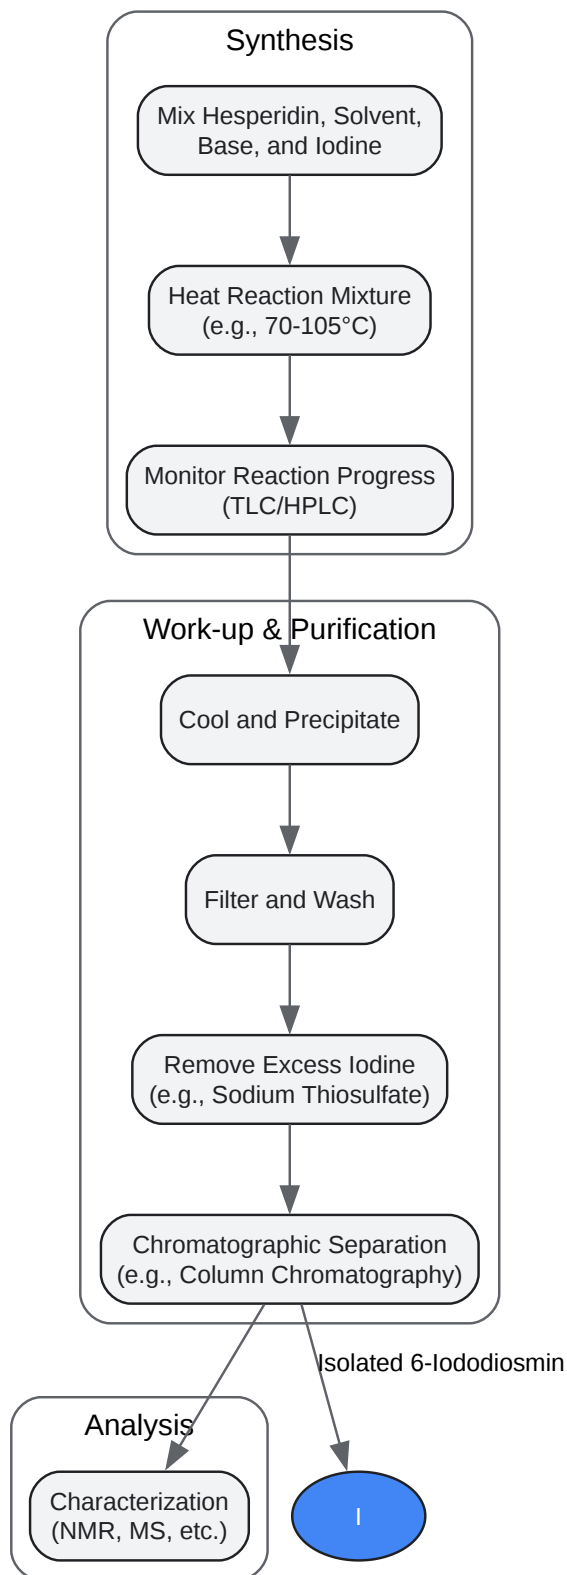 Synthesis
Mix Hesperidin, Solvent,
Base, and Iodine
Heat Reaction Mixture
(e.g., 70-105°C)
Monitor Reaction Progress
(TLC/HPLC)
Work-up & Purification
Cool and Precipitate
Filter and Wash
Remove Excess Iodine
(e.g., Sodium Thiosulfate)
Chromatographic Separation
(e.g., Column Chromatography)
Isolated 6-Iododiosmin
Analysis
Characterization
(NMR, MS, etc.)
I